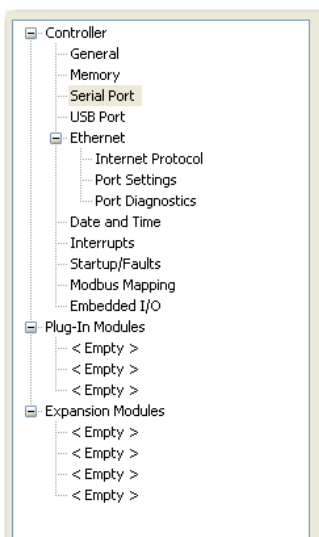 Controller
General
Memory
Serial Port
USB Port
Ethernet
Internet Protocol
Port Settings
Port Diagnostics
Date and Time
Interrupts
Startup/Faults
Modbus Mapping
Embedded I/O
Plug-In Modules
< Empty >
< Empty >
< Empty >
Expansion Modules
< Empty >
< Empty >
< Empty >
< Empty >